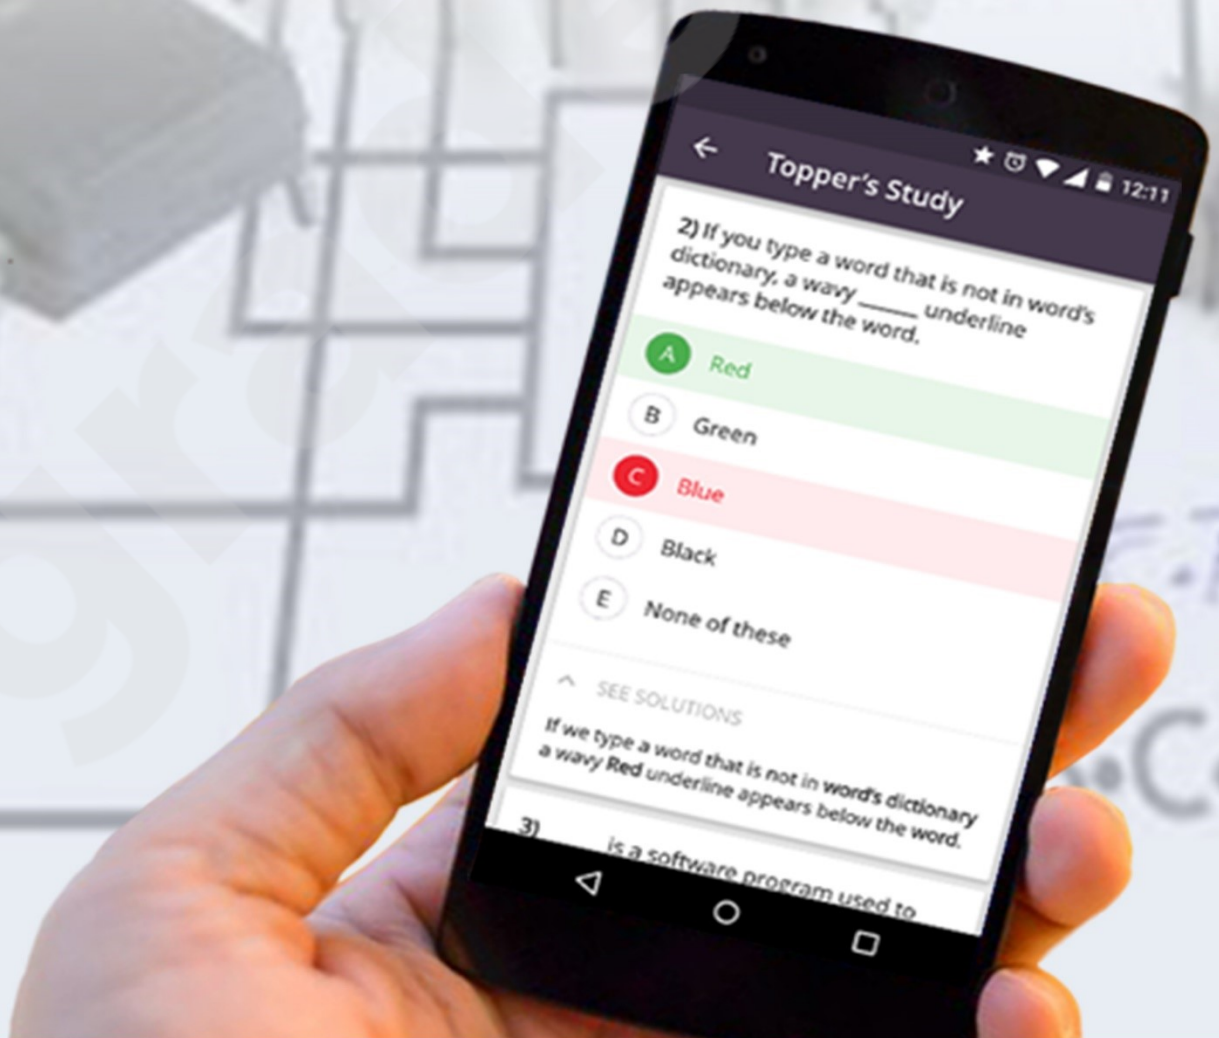 12:11
Topper's Study
2) If you type a word that is not in word's
dictionary, a wavy ______ underline
appears below the word.
A Red
B Green
C Blue
D Black
E None of these
SEE SOLUTIONS
If we type a word that is not in word's dictionary
a wavy Red underline appears below the word.
3) is a software program used to